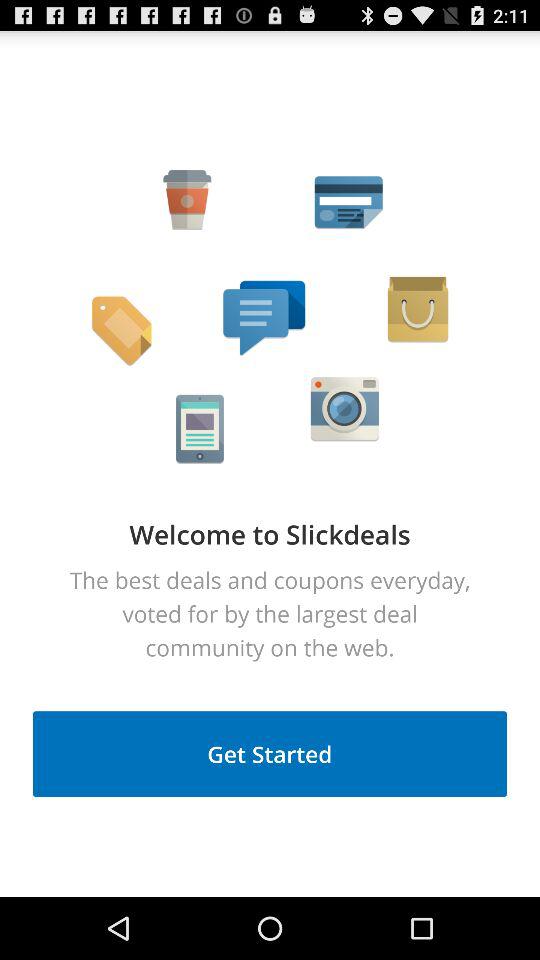 2:11
Welcome to Slickdeals
The best deals and coupons everyday,
voted for by the largest deal
community on the web.
Get Started